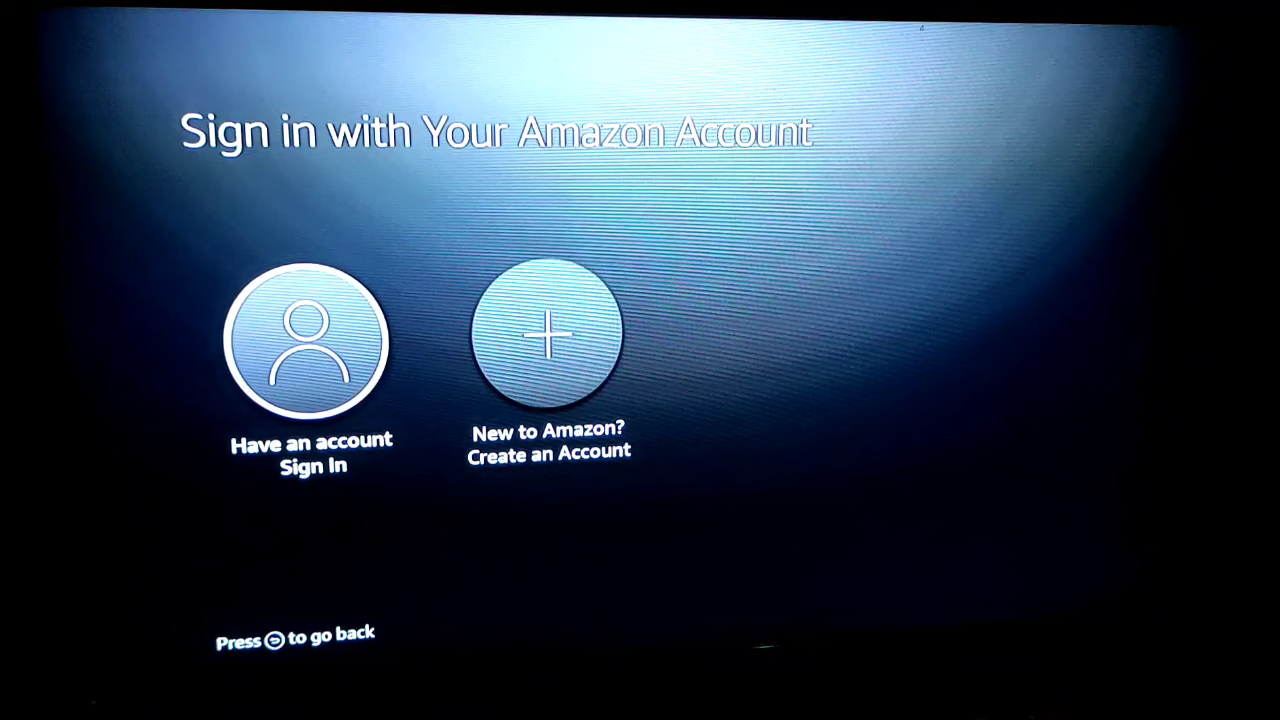 Sign in with Your Amazon Account
Have an account
Sign In
New to Amazon?
Create an Account
Press to go back